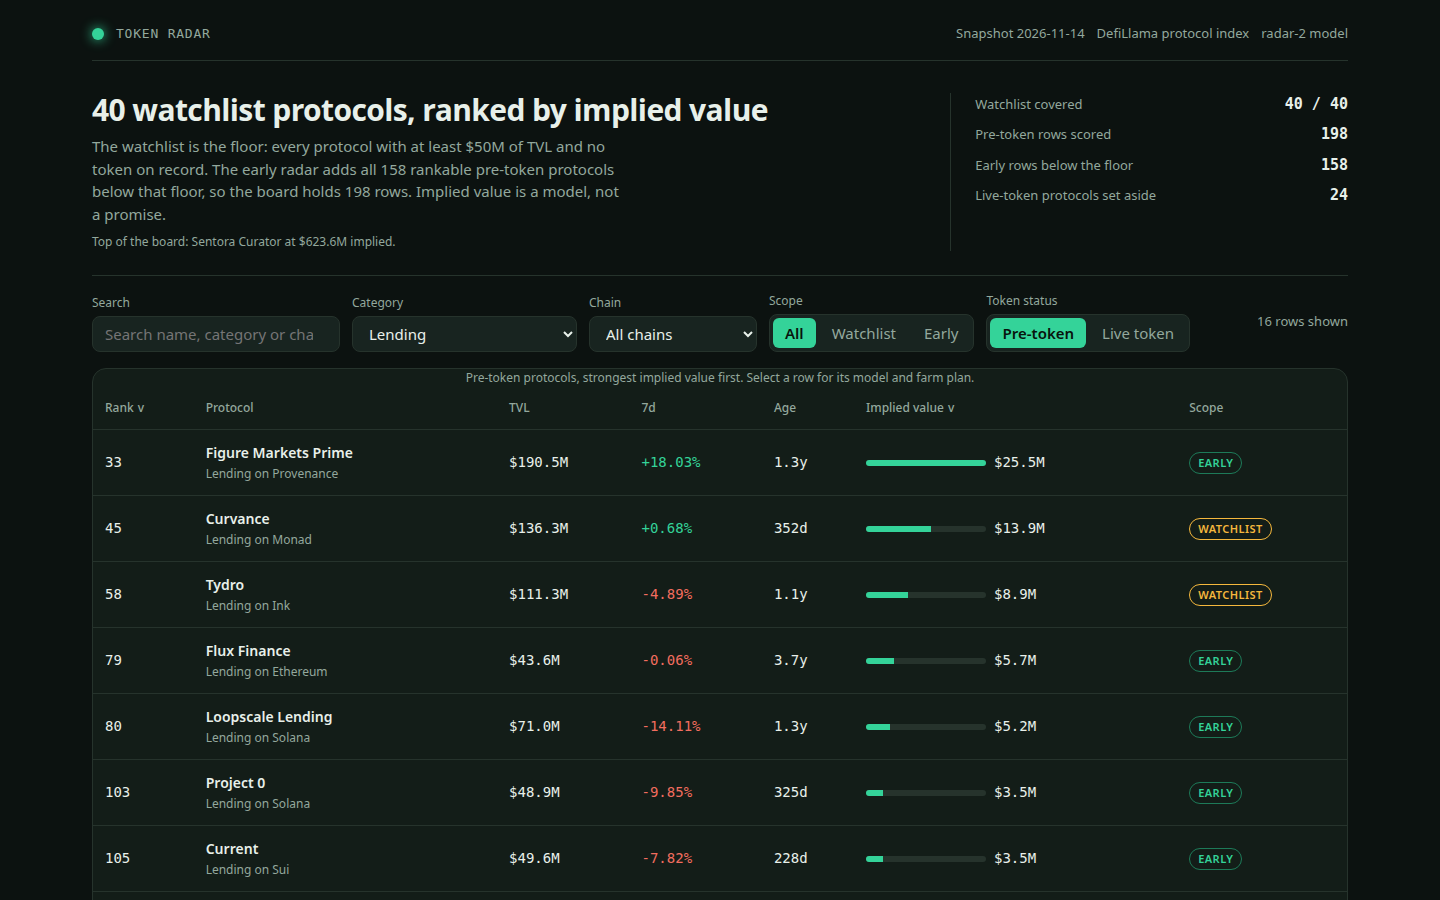 TOKEN RADAR
Snapshot 2026-11-14 DefiLlama protocol index radar-2 model
40 watchlist protocols, ranked by implied value
The watchlist is the floor: every protocol with at least $50M of TVL and no
token on record. The early radar adds all 158 rankable pre-token protocols
below that floor, so the board holds 198 rows. Implied value is a model, not
a promise.
Top of the board: Sentora Curator at $623.6M implied.
Watchlist covered 40 / 40
Pre-token rows scored 198
Early rows below the floor 158
Live-token protocols set aside 24
Search Category Chain Scope Token status
Search name, category or cha Lending All chains All Watchlist Early Pre-token Live token 16 rows shown
Pre-token protocols, strongest implied value first. Select a row for its model and farm plan.
Rank v Protocol TVL 7d Age Implied value v Scope
33 Figure Markets Prime $190.5M +18.03% 1.3y $25.5M EARLY
Lending on Provenance
45 Curvance $136.3M +0.68% 352d $13.9M WATCHLIST
Lending on Monad
58 Tydro $111.3M -4.89% 1.1y $8.9M WATCHLIST
Lending on Ink
79 Flux Finance $43.6M -0.06% 3.7y $5.7M EARLY
Lending on Ethereum
80 Loopscale Lending $71.0M -14.11% 1.3y $5.2M EARLY
Lending on Solana
103 Project 0 $48.9M -9.85% 325d $3.5M EARLY
Lending on Solana
105 Current $49.6M -7.82% 228d $3.5M EARLY
Lending on Sui